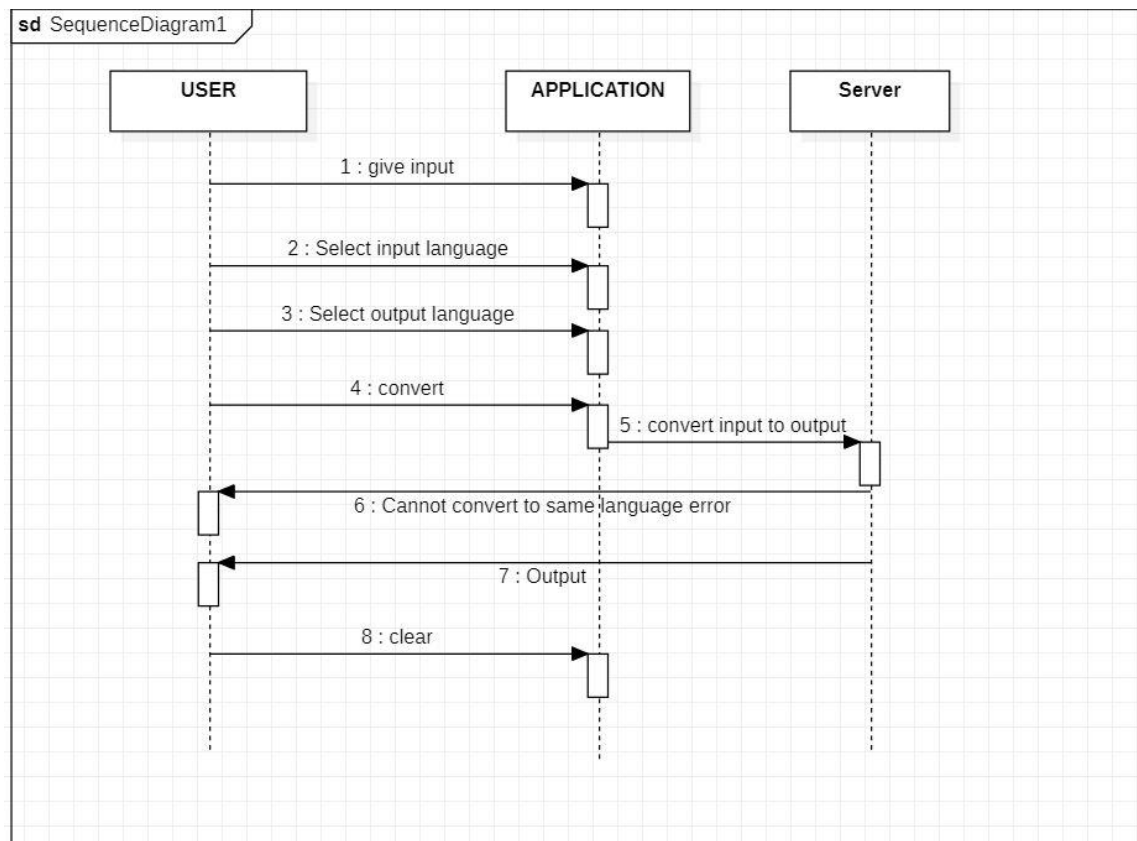 sd SequenceDiagram1
USER
APPLICATION
Server
1 : give input
2 : Select input language
3 : Select output language
4 : convert
5 : convert input to output
6 : Cannot convert to same language error
7 : Output
8 : clear